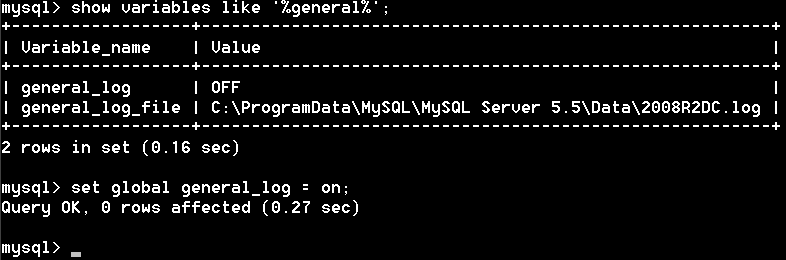 mysql> show variables like '%general%';
+------------------+--------------------------------------------------------+
| Variable_name    | Value                                                  |
+------------------+--------------------------------------------------------+
| general_log      | OFF                                                    |
| general_log_file | C:\ProgramData\MySQL\MySQL Server 5.5\Data\2008R2DC.log |
+------------------+--------------------------------------------------------+
2 rows in set (0.16 sec)
mysql> set global general_log = on;
Query OK, 0 rows affected (0.27 sec)
mysql> _